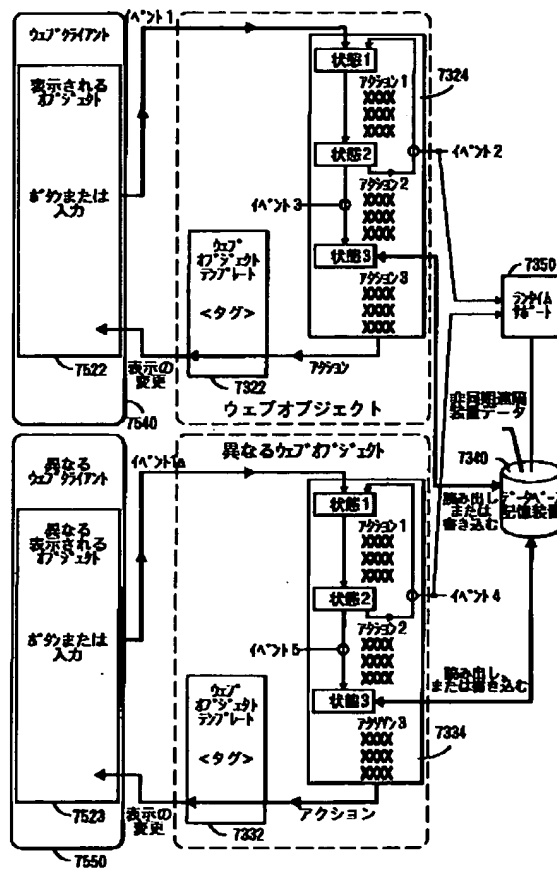 イベント1
ウェブクライアント
表示される
オブジェクト
ボタンまたは
入力
7522
7540
表示の
変更
ウェブ
オブジェクト
テンプレート
<タグ>
7322
アクション
ウェブオブジェクト
状態1
アクション1
XXXX
XXXX
XXXX
状態2
アクション2
XXXX
XXXX
XXXX
状態3
アクション3
XXXX
XXXX
XXXX
7324
イベント2
イベント3
7350
ランタイム
サポート
非同期遠隔
装置データ
7340
データベース
記憶装置
読み出し
または
書き込む
異なる
ウェブクライアント
異なる
表示される
オブジェクト
ボタンまたは
入力
7523
7550
イベント1a
表示の
変更
異なるウェブオブジェクト
ウェブ
オブジェクト
テンプレート
<タグ>
7332
アクション
状態1
アクション1
XXXX
XXXX
XXXX
状態2
アクション2
XXXX
XXXX
XXXX
状態3
アクション3
XXXX
XXXX
XXXX
7334
イベント4
イベント5
読み出し、
または書き込む